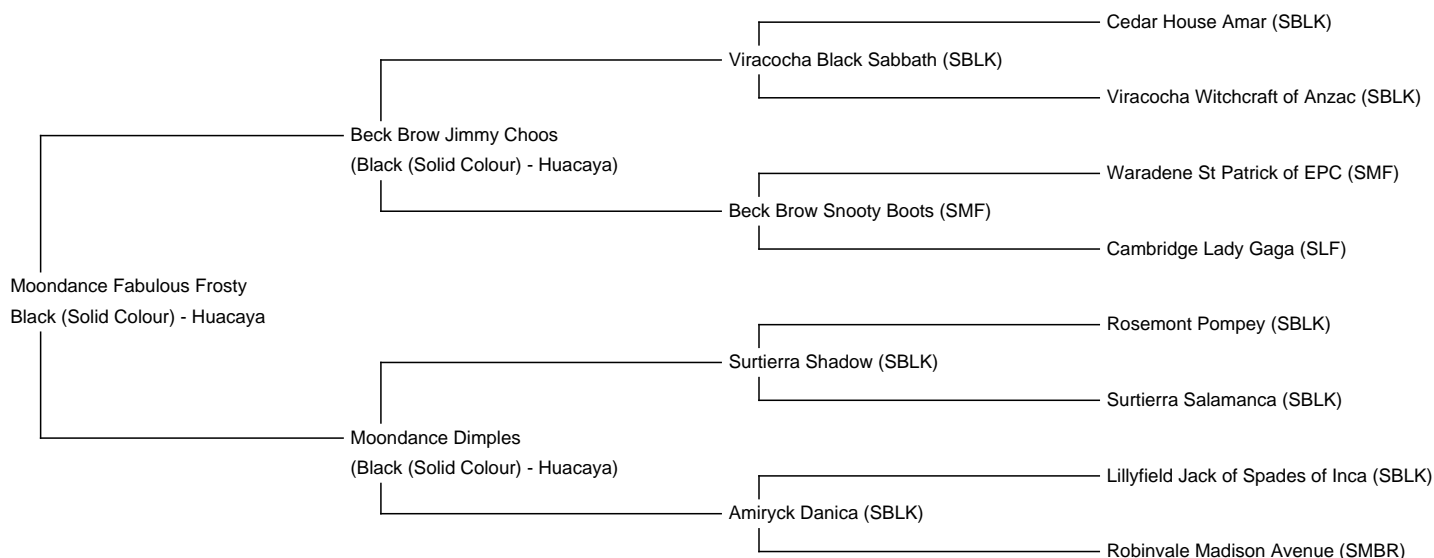 Cedar House Amar (SBLK)
Viracocha Black Sabbath (SBLK)
Viracocha Witchcraft of Anzac (SBLK)
Beck Brow Jimmy Choos
(Black (Solid Colour) - Huacaya)
Waradene St Patrick of EPC (SMF)
Beck Brow Snooty Boots (SMF)
Cambridge Lady Gaga (SLF)
Moondance Fabulous Frosty
Black (Solid Colour) - Huacaya
Rosemont Pompey (SBLK)
Surtierra Shadow (SBLK)
Surtierra Salamanca (SBLK)
Moondance Dimples
(Black (Solid Colour) - Huacaya)
Lillyfield Jack of Spades of Inca (SBLK)
Amiryck Danica (SBLK)
Robinvale Madison Avenue (SMBR)